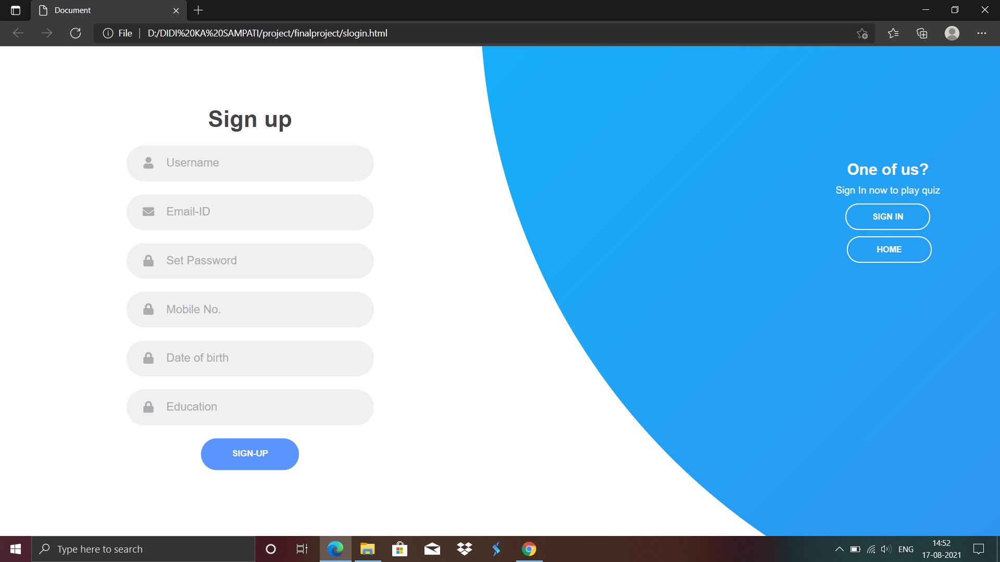 Document
File
D:/DIDI%20KA%20SAMPATI/project/finalproject/slogin.html
Sign up
Username
Email-ID
Set Password
Mobile No.
Date of birth
Education
SIGN-UP
One of us?
Sign In now to play quiz
SIGN IN
HOME
Type here to search
ENG
14:52
17-08-2021